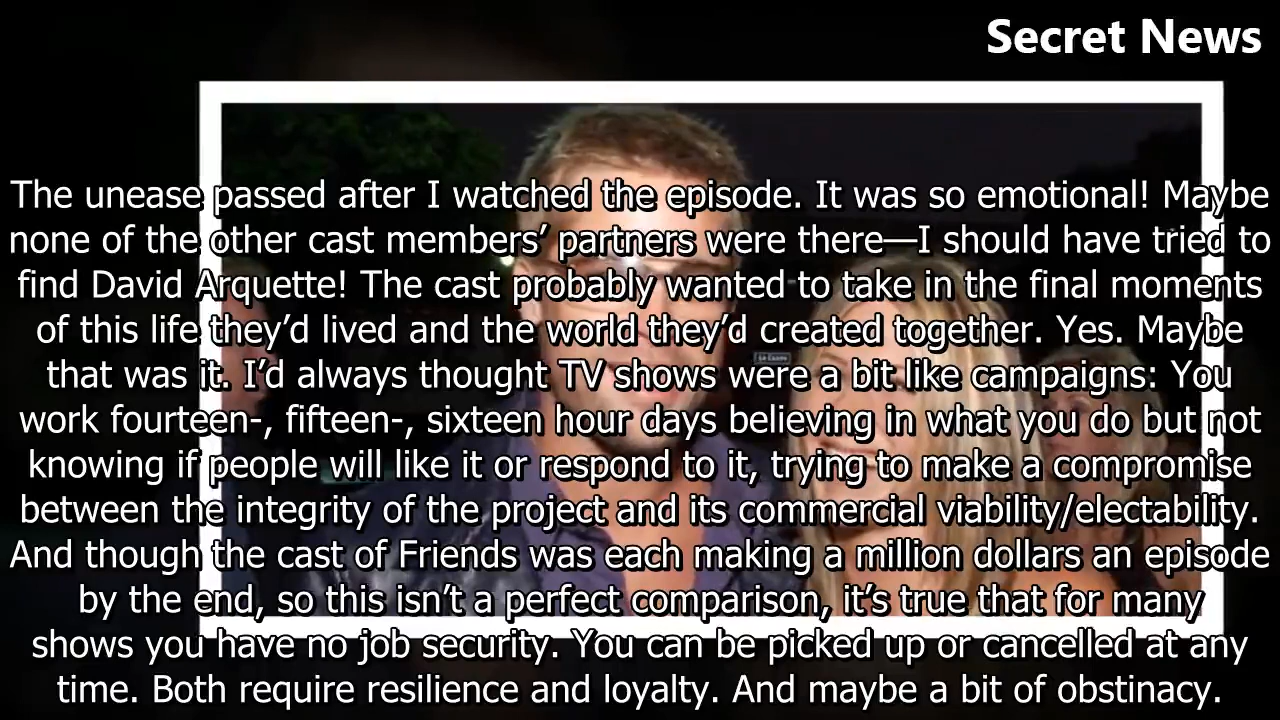 Secret News
The unease passed after I watched the episode. It was so emotional! Maybe
none of the other cast members’ partners were there—I should have tried to
find David Arquette! The cast probably wanted to take in the final moments
of this life they’d lived and the world they’d created together. Yes. Maybe
that was it. I’d always thought TV shows were a bit like campaigns: You
work fourteen-, fifteen-, sixteen hour days believing in what you do but not
knowing if people will like it or respond to it, trying to make a compromise
between the integrity of the project and its commercial viability/electability.
And though the cast of Friends was each making a million dollars an episode
by the end, so this isn’t a perfect comparison, it’s true that for many
shows you have no job security. You can be picked up or cancelled at any
time. Both require resilience and loyalty. And maybe a bit of obstinacy.